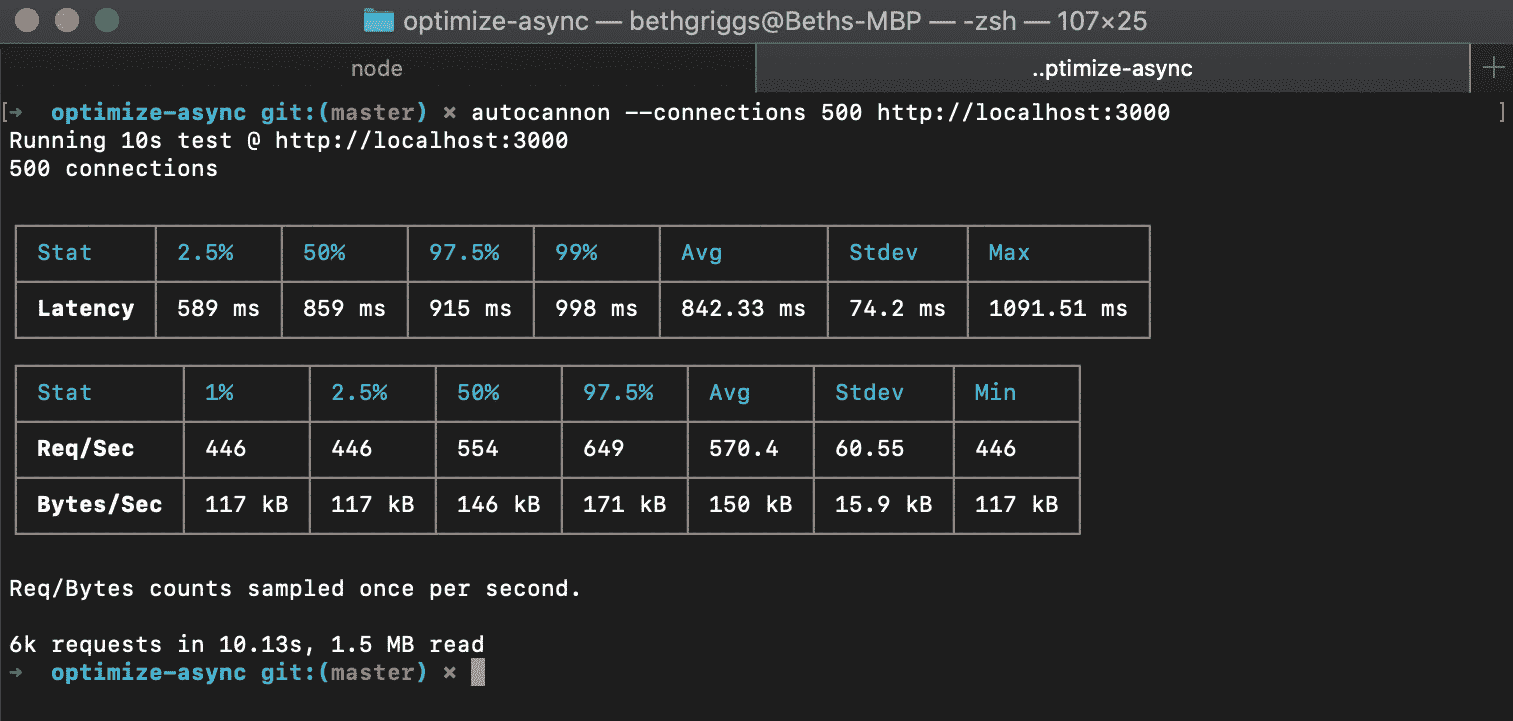 optimize-async — bethgriggs@Beths-MBP — -zsh — 107×25
node ..ptimize-async +
[➜ optimize-async git:(master) ✗ autocannon --connections 500 http://localhost:3000 ]
Running 10s test @ http://localhost:3000
500 connections
Stat 2.5% 50% 97.5% 99% Avg Stdev Max
Latency 589 ms 859 ms 915 ms 998 ms 842.33 ms 74.2 ms 1091.51 ms
Stat 1% 2.5% 50% 97.5% Avg Stdev Min
Req/Sec 446 446 554 649 570.4 60.55 446
Bytes/Sec 117 kB 117 kB 146 kB 171 kB 150 kB 15.9 kB 117 kB
Req/Bytes counts sampled once per second.
6k requests in 10.13s, 1.5 MB read
➜ optimize-async git:(master) ✗